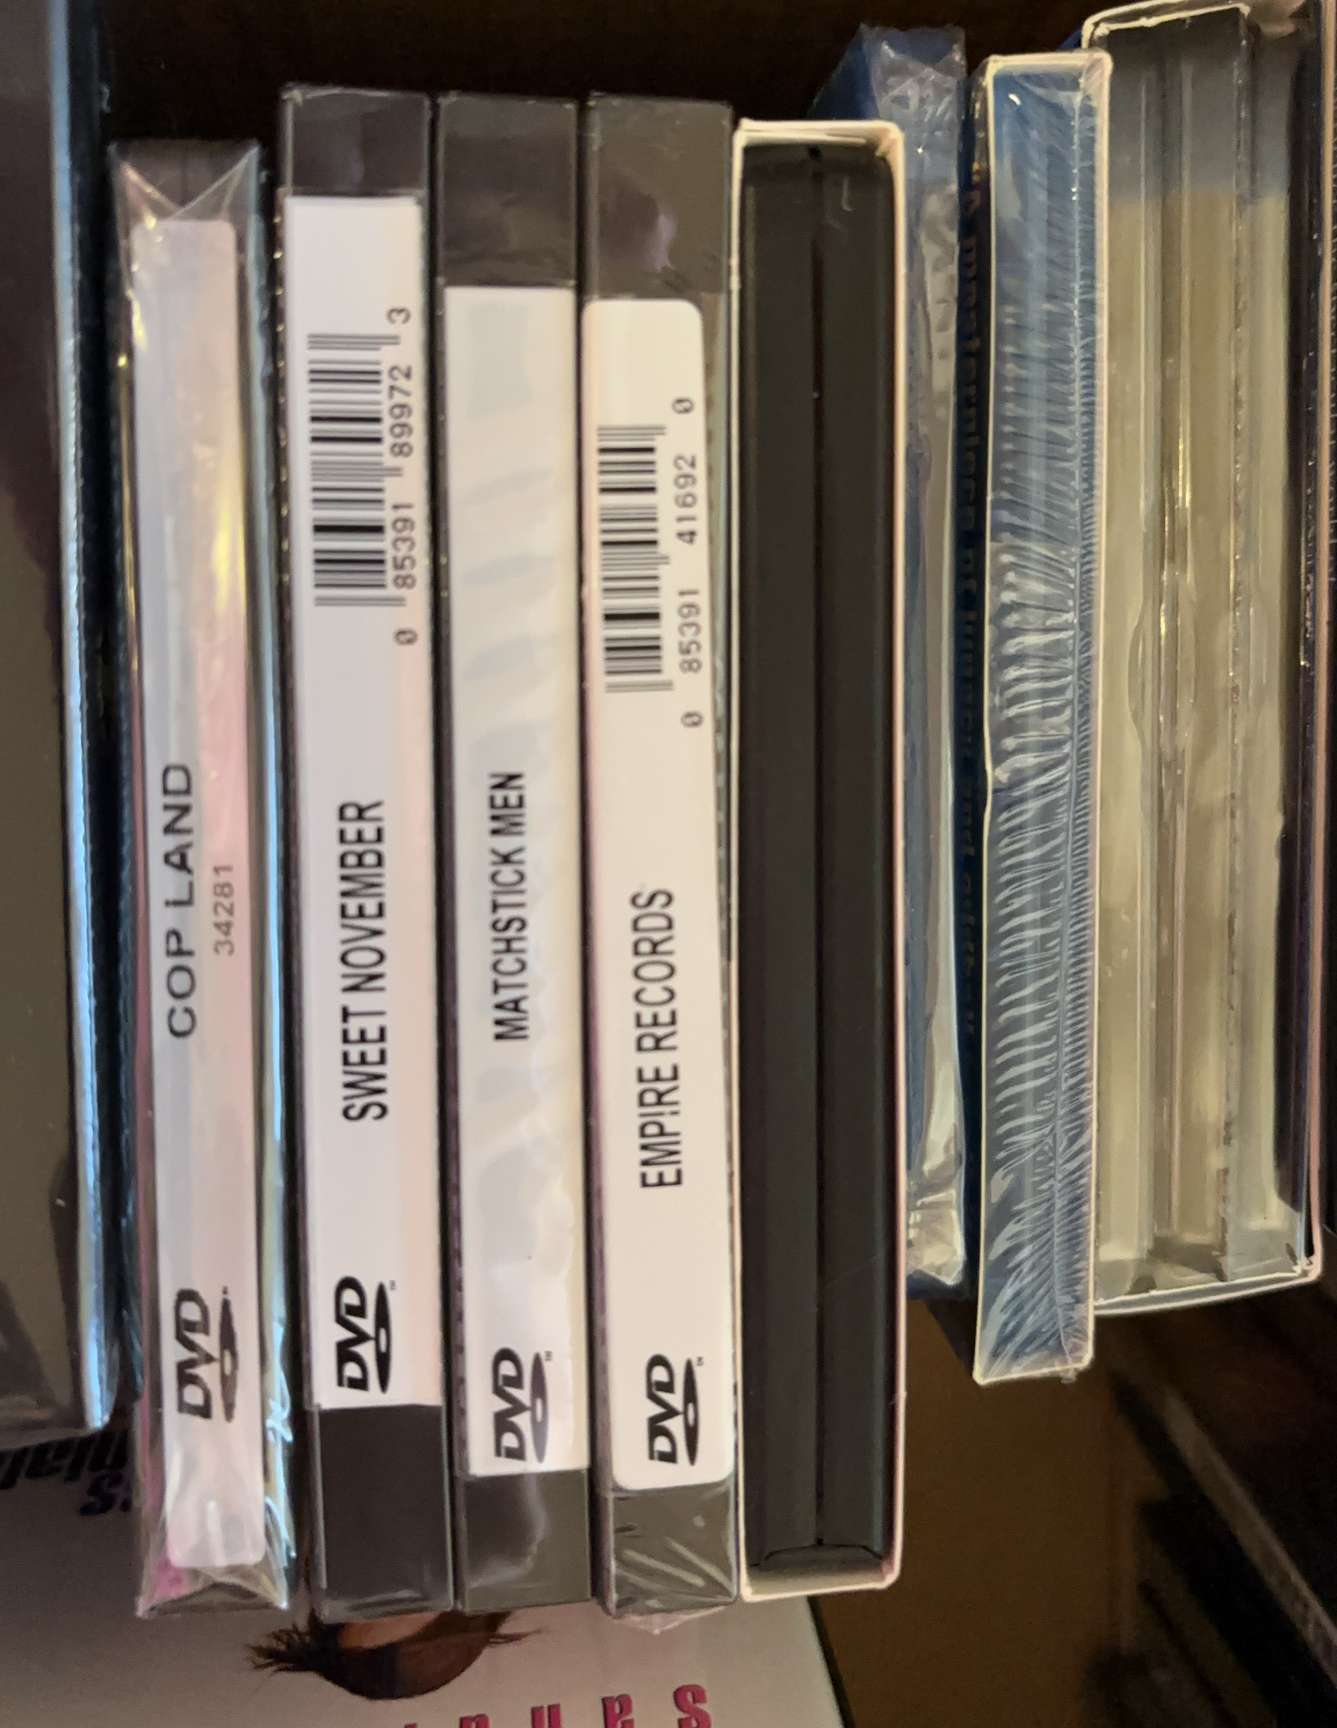 COP LAND
34281
DVD
SWEET NOVEMBER
0 85391 89972 3
DVD
MATCHSTICK MEN
DVD
EMPIRE RECORDS
0 85391 41692 0
DVD